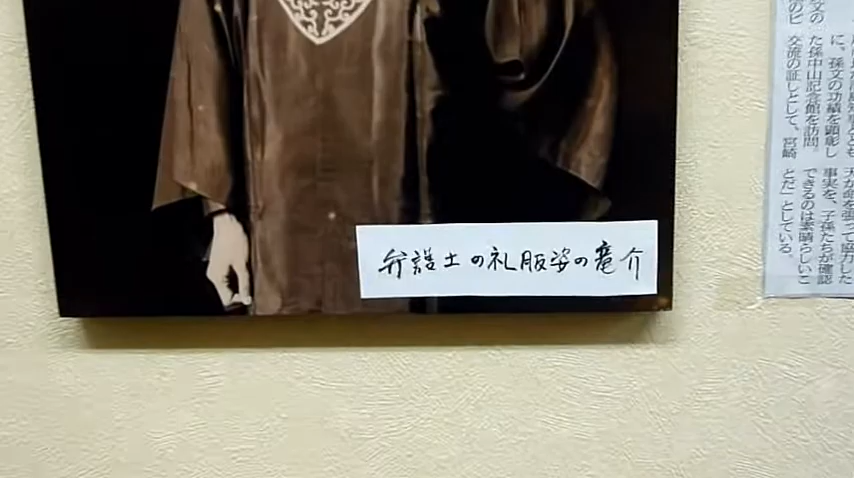 弁護士の礼服姿の竜介
に、孫文の功績を顕彰し
た孫中山記念館を訪問。
交流の証しとして、宮崎
天が命を張って協力した
事実を、子孫たちが確認
できるのは素晴らしいこ
とだ」としている。